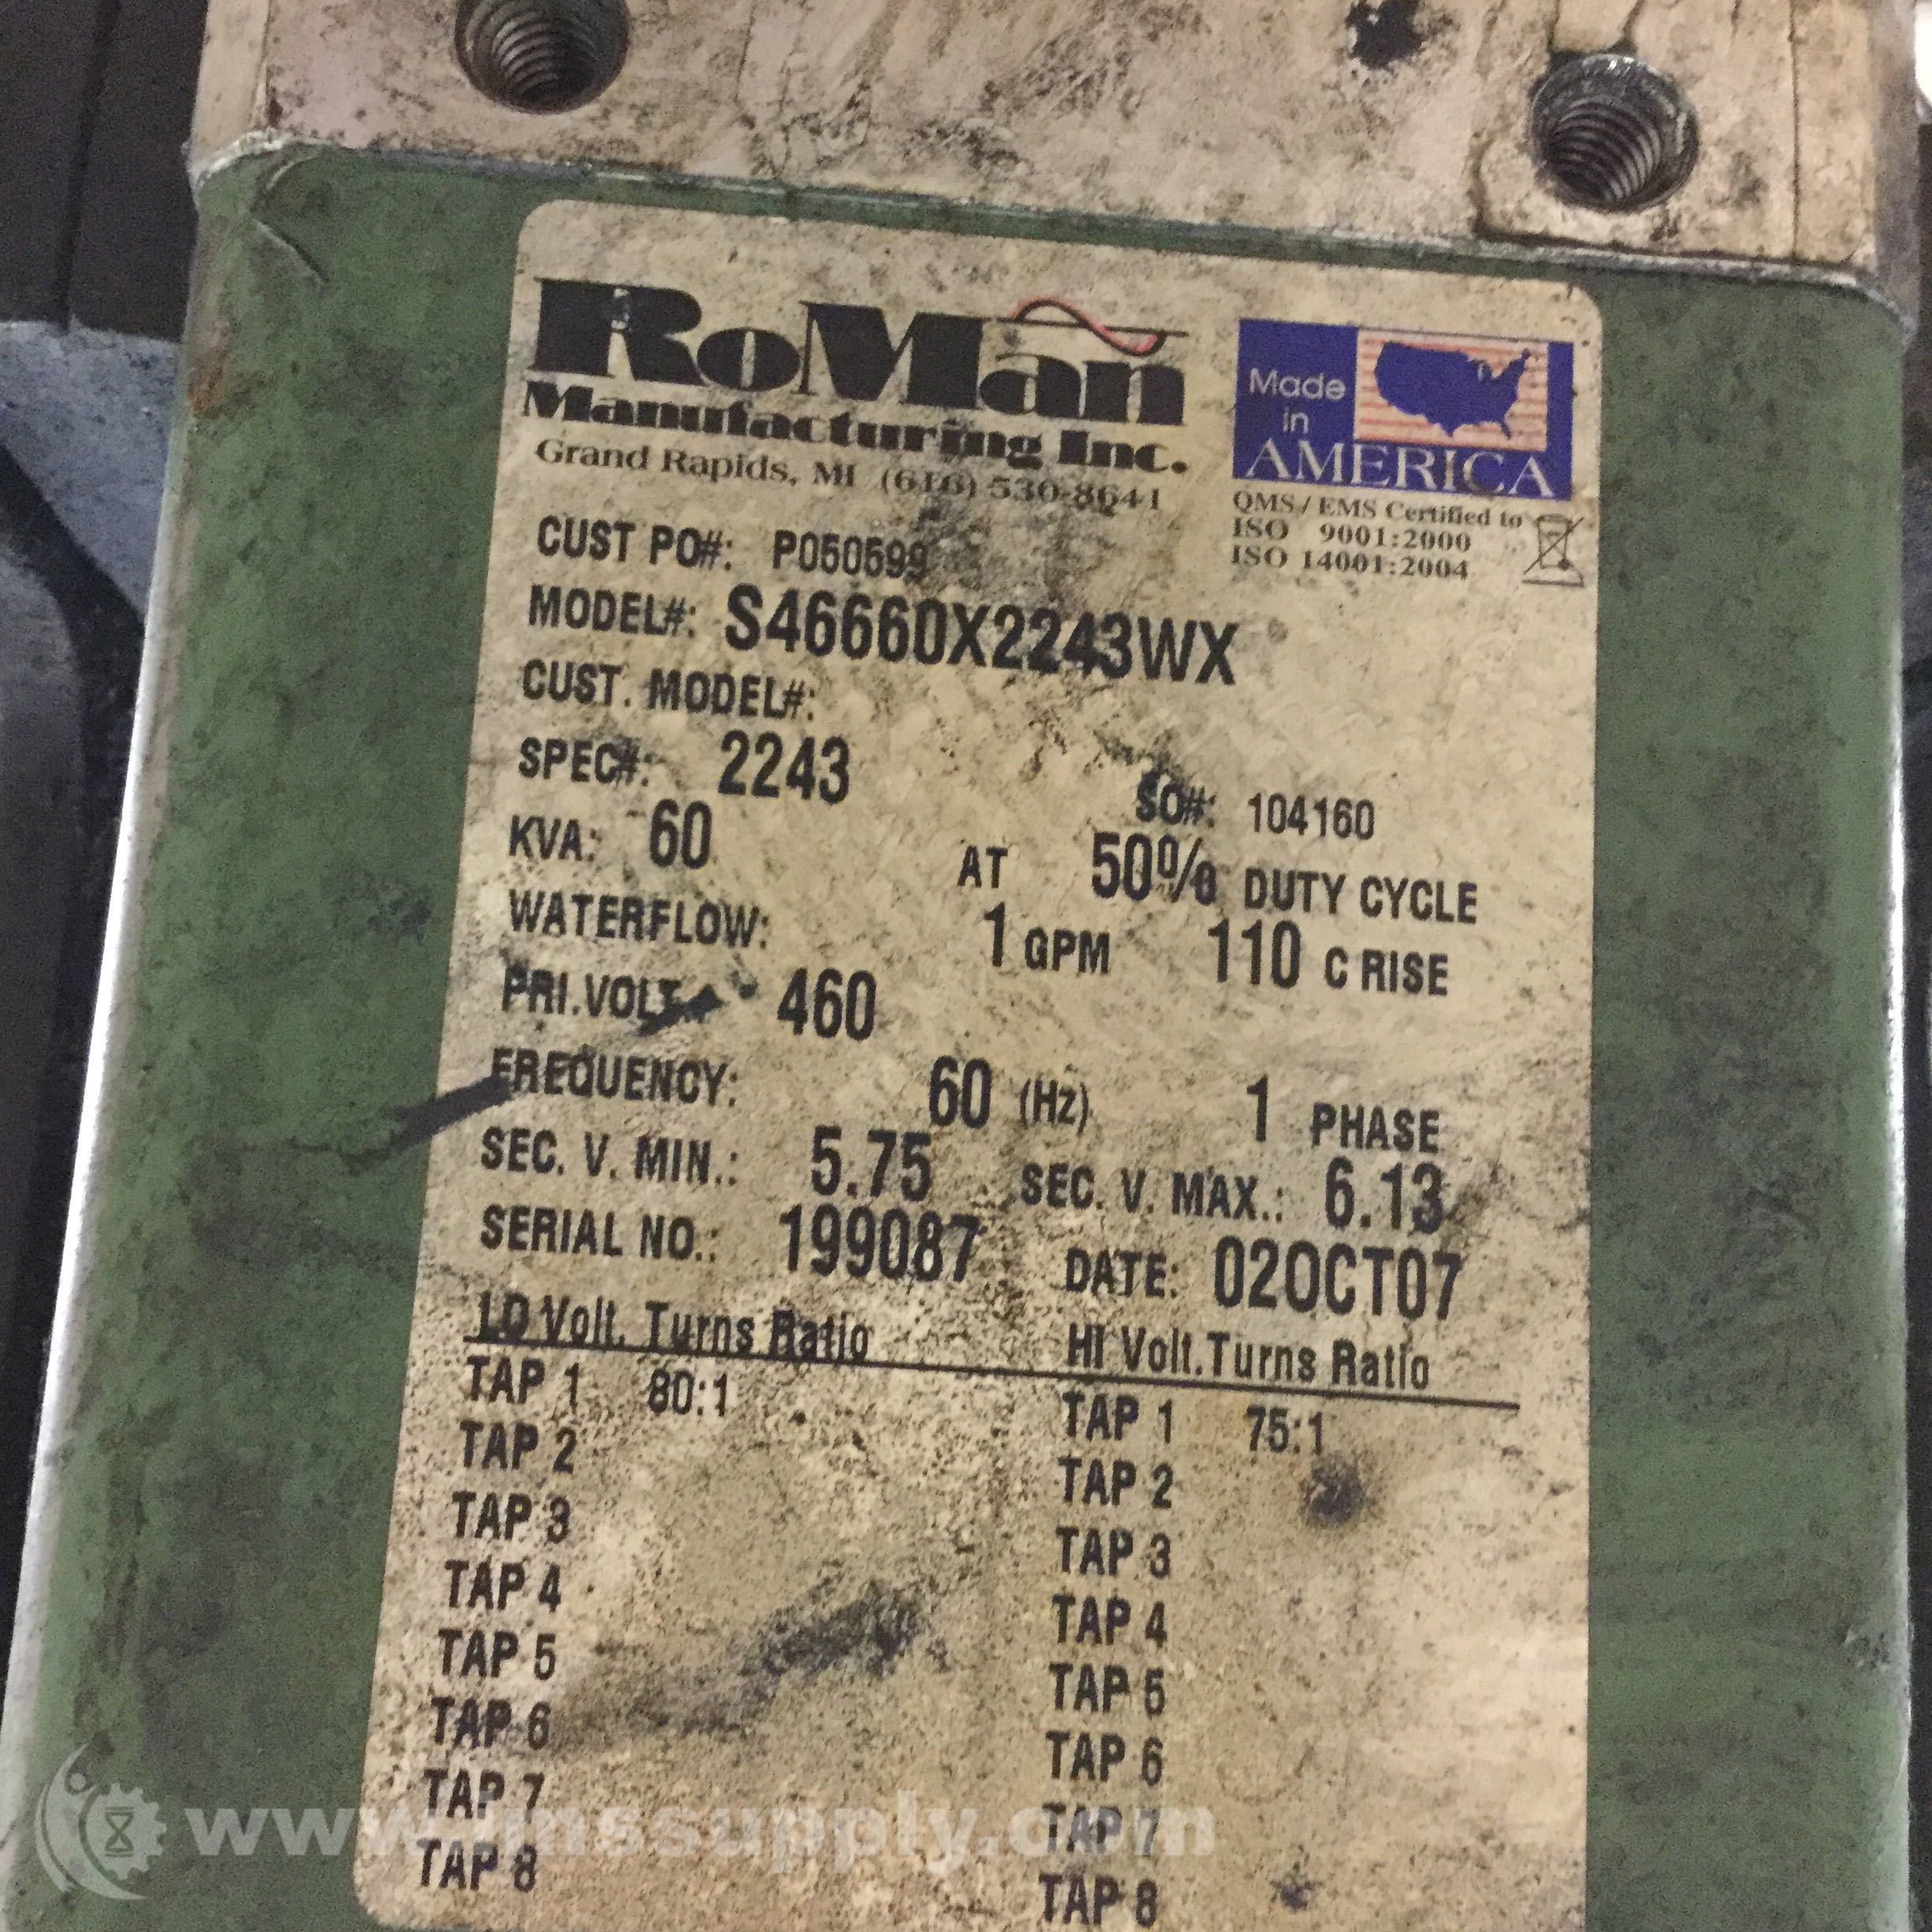 RoMan
Manufacturing Inc.
Grand Rapids, MI (616) 530-8641
Made
in
AMERICA
QMS / EMS Certified to
ISO 9001:2000
ISO 14001:2004
CUST PO#: P050599
MODEL#: S46660X2243WX
CUST. MODEL#:
SPEC#: 2243 SO#: 104160
KVA: 60 AT 50% DUTY CYCLE
WATERFLOW: 1 GPM 110 C RISE
PRI.VOLT.: 460
FREQUENCY: 60 (Hz) 1 PHASE
SEC. V. MIN.: 5.75 SEC. V. MAX.: 6.13
SERIAL NO.: 199087 DATE: 02OCT07
LO Volt. Turns Ratio HI Volt.Turns Ratio
TAP 1 80:1 TAP 1 75:1
TAP 2 TAP 2
TAP 3 TAP 3
TAP 4 TAP 4
TAP 5 TAP 5
TAP 6 TAP 6
TAP 7 TAP 7
TAP 8 TAP 8